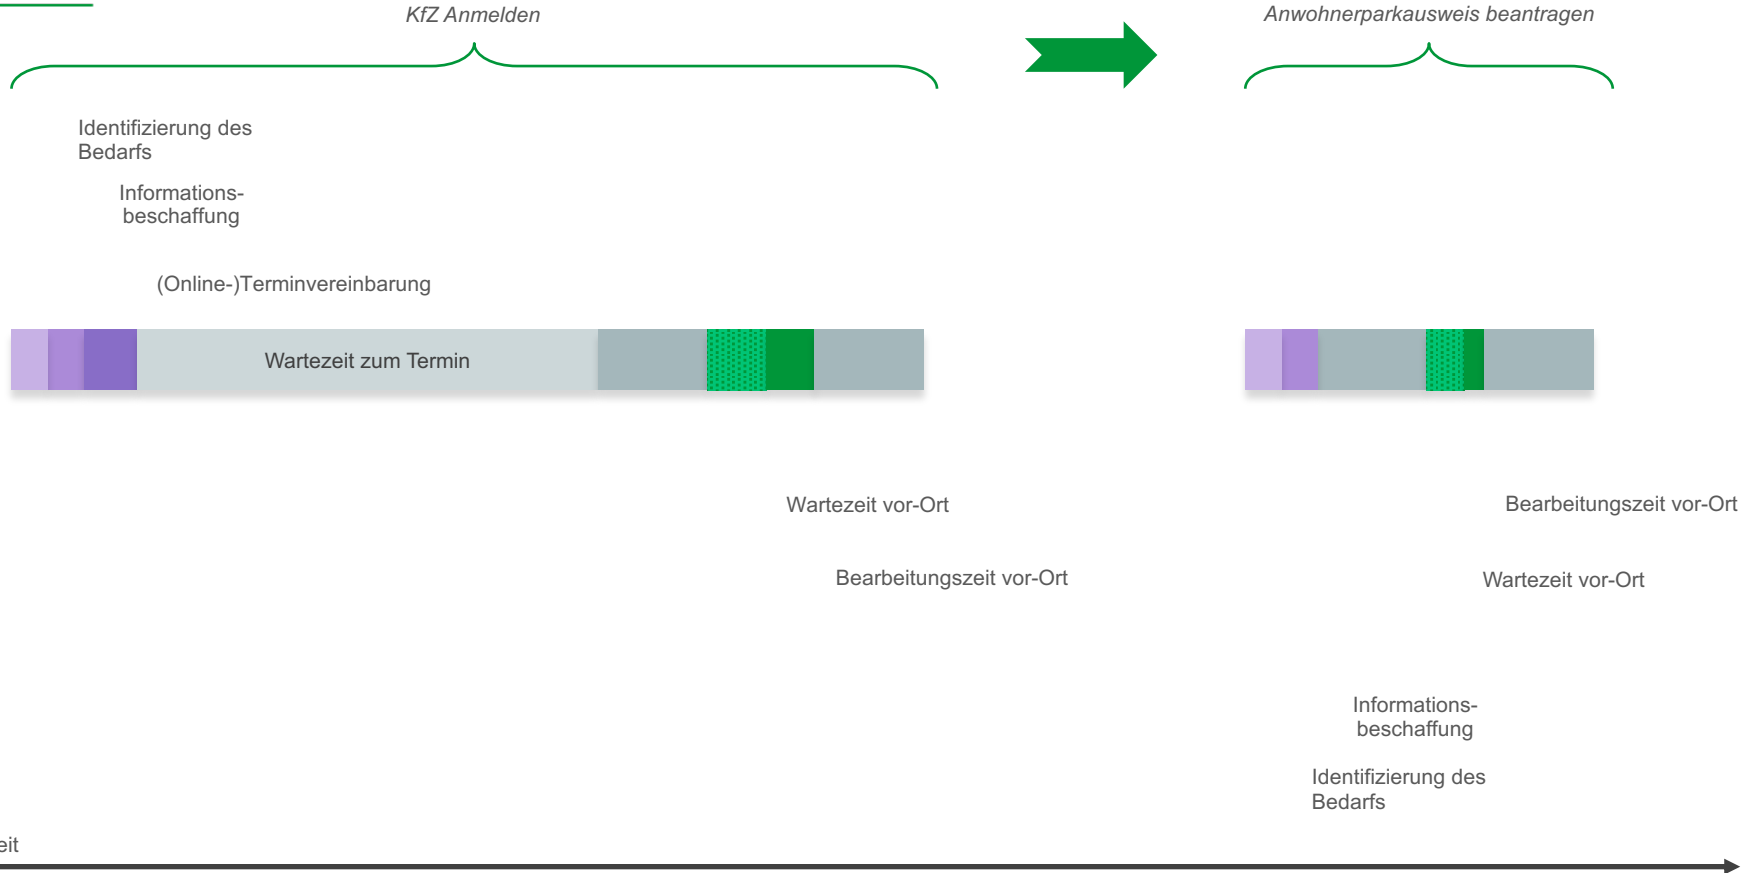 KfZ Anmelden
Anwohnerparkausweis beantragen
Identifizierung des
Bedarfs
Informations-
beschaffung
(Online-)Terminvereinbarung
Wartezeit zum Termin
Wartezeit vor-Ort
Bearbeitungszeit vor-Ort
Bearbeitungszeit vor-Ort
Wartezeit vor-Ort
Informations-
beschaffung
Identifizierung des
Bedarfs
eit